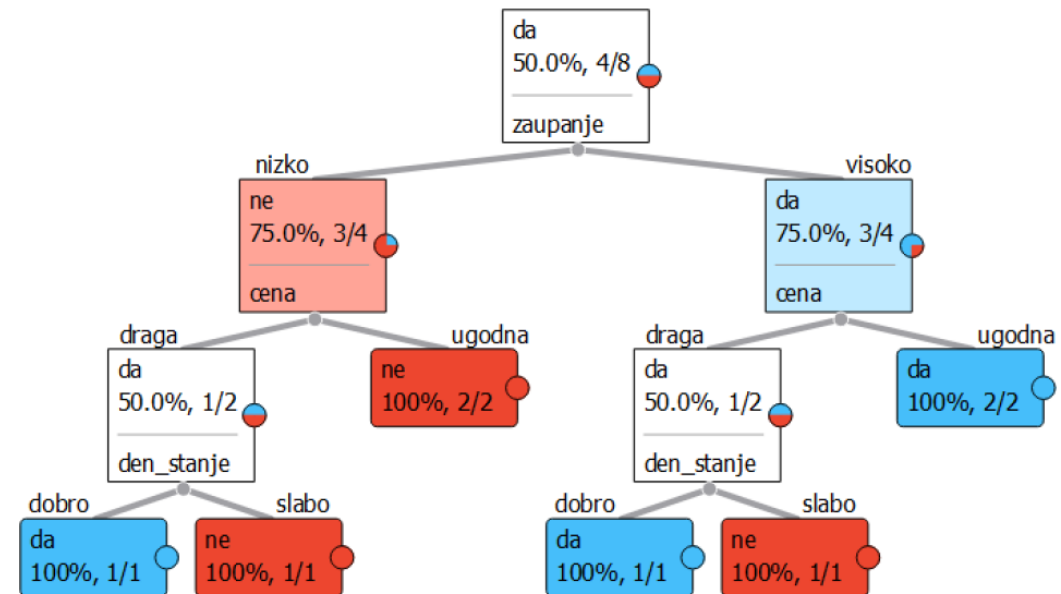 da
50.0%, 4/8
zaupanje
nizko
visoko
ne
75.0%, 3/4
cena
da
75.0%, 3/4
cena
draga
ugodna
draga
ugodna
da
50.0%, 1/2
den_stanje
ne
100%, 2/2
da
50.0%, 1/2
den_stanje
da
100%, 2/2
dobro
slabo
dobro
slabo
da
100%, 1/1
ne
100%, 1/1
da
100%, 1/1
ne
100%, 1/1